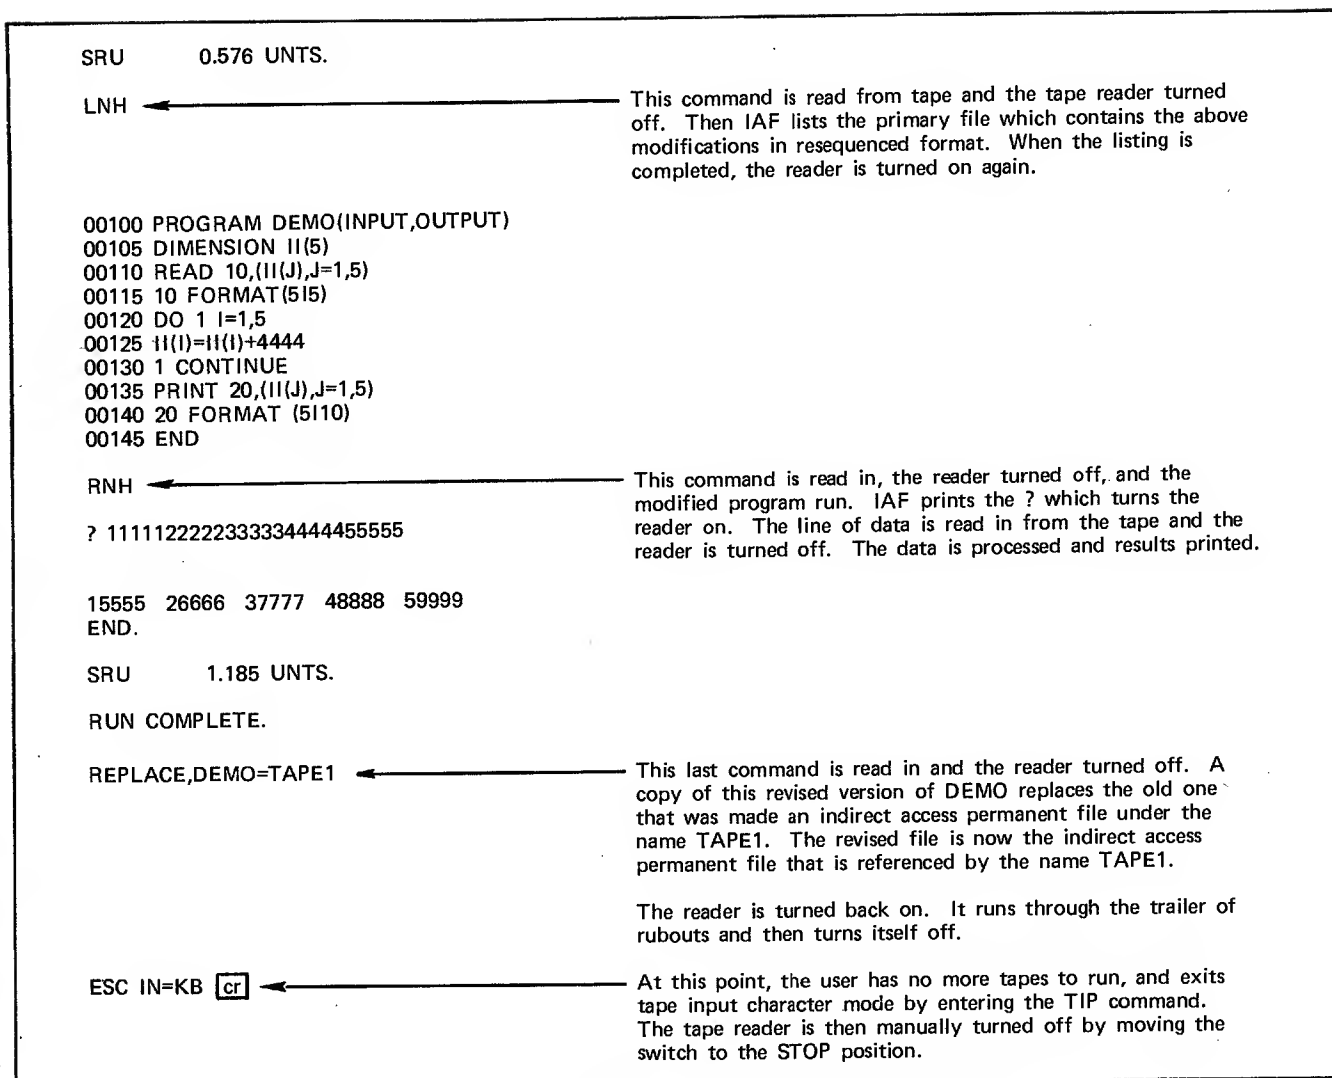 SRU 0.576 UNTS.
LNH
This command is read from tape and the tape reader turned
off. Then IAF lists the primary file which contains the above
modifications in resequenced format. When the listing is
completed, the reader is turned on again.
00100 PROGRAM DEMO(INPUT,OUTPUT)
00105 DIMENSION II(5)
00110 READ 10,(II(J),J=1,5)
00115 10 FORMAT(5I5)
00120 DO 1 I=1,5
00125 II(I)=II(I)+4444
00130 1 CONTINUE
00135 PRINT 20,(II(J),J=1,5)
00140 20 FORMAT (5I10)
00145 END
RNH
This command is read in, the reader turned off, and the
modified program run. IAF prints the ? which turns the
reader on. The line of data is read in from the tape and the
reader is turned off. The data is processed and results printed.
? 1111122222333334444455555
15555 26666 37777 48888 59999
END.
SRU 1.185 UNTS.
RUN COMPLETE.
REPLACE,DEMO=TAPE1
This last command is read in and the reader turned off. A
copy of this revised version of DEMO replaces the old one
that was made an indirect access permanent file under the
name TAPE1. The revised file is now the indirect access
permanent file that is referenced by the name TAPE1.
The reader is turned back on. It runs through the trailer of
rubouts and then turns itself off.
ESC IN=KB cr
At this point, the user has no more tapes to run, and exits
tape input character mode by entering the TIP command.
The tape reader is then manually turned off by moving the
switch to the STOP position.